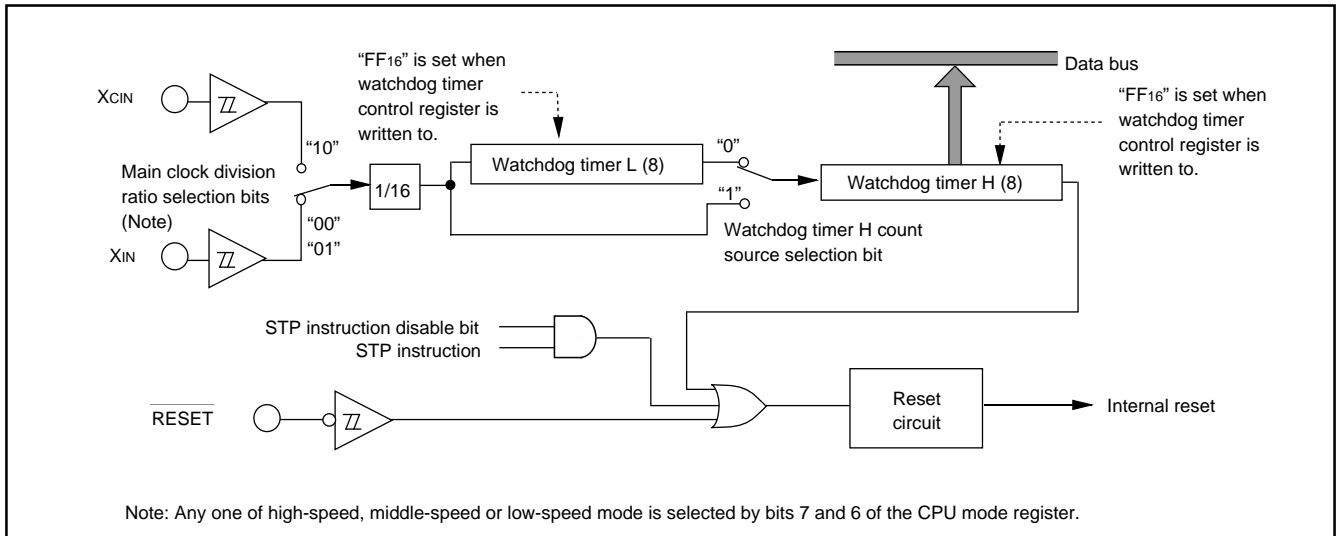 “FF16” is set when
watchdog timer
control register is
written to.
Data bus
“FF16” is set when
watchdog timer
control register is
written to.
XCIN
“10”
Main clock division
ratio selection bits
(Note)
“00”
“01”
XIN
1/16
Watchdog timer L (8)
“0”
“1”
Watchdog timer H count
source selection bit
Watchdog timer H (8)
STP instruction disable bit
STP instruction
RESET
Reset
circuit
Internal reset
Note: Any one of high-speed, middle-speed or low-speed mode is selected by bits 7 and 6 of the CPU mode register.